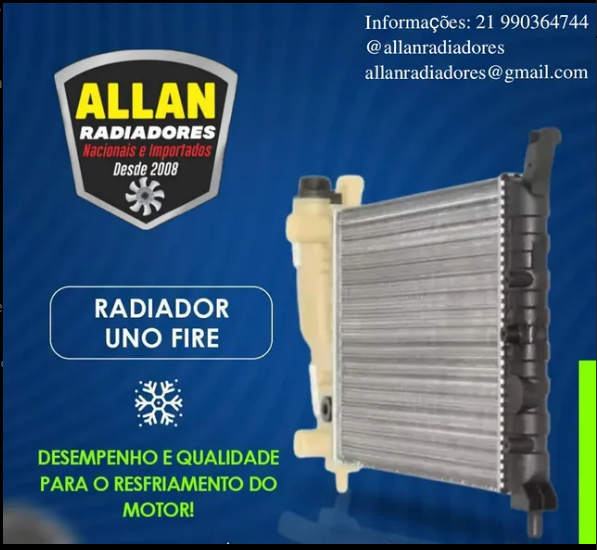 Informações: 21 990364744
@allanradiadores
allanradiadores@gmail.com
ALLAN
RADIADORES
Nacionais e Importados
Desde 2008
RADIADOR
UNO FIRE
DESEMPENHO E QUALIDADE
PARA O RESFRIAMENTO DO
MOTOR!